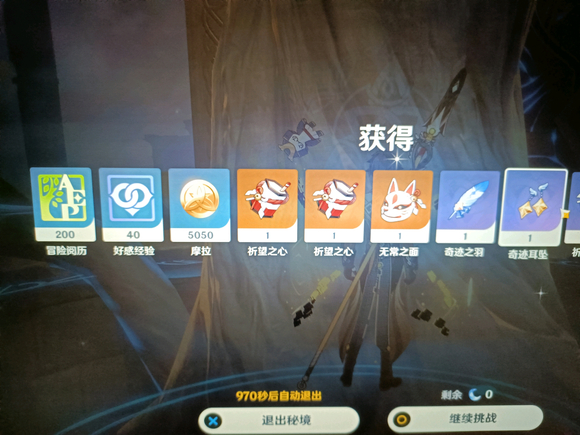 获得
200
40
5050
1
1
1
1
1
冒险阅历
好感经验
摩拉
祈望之心
祈望之心
无常之面
奇迹之羽
奇迹耳坠
970秒后自动退出
剩余 0
退出秘境
继续挑战